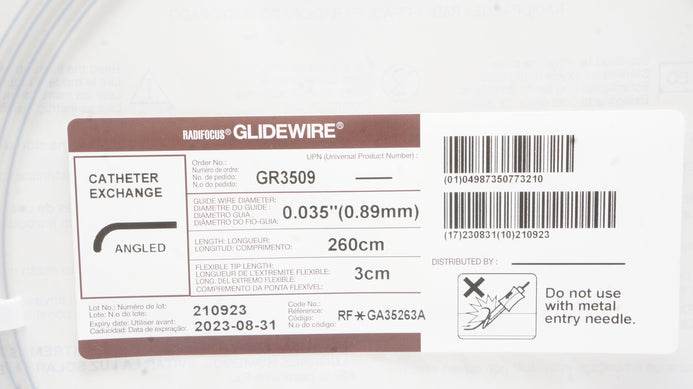 RADIFOCUS® GLIDEWIRE®
CATHETER
EXCHANGE
ANGLED
Order No.:
Numéro de ordre:
No. de pedido:
N.o do pedido:
GR3509
UPN (Universal Product Number) :
GUIDE WIRE DIAMETER:
DIAMETRE DU GUIDE :
DIAMETRO GUIA :
DIÂMETRO DO FIO-GUIA:
0.035"(0.89mm)
LENGTH: LONGUEUR:
LONGITUD: COMPRIMENTO:
260cm
FLEXIBLE TIP LENGTH:
LONGUEUR DE L'EXTREMITE FLEXIBLE:
LONG. DEL EXTREMO FLEXIBLE:
COMPRIMENTO DA PONTA FLEXÍVEL:
3cm
Lot No.: Numéro de lot:
Lote: N.o do lote:
210923
Expiry date: Utiliser avant:
Caducidad: Data de expiração:
2023-08-31
Code No.:
Référence:
Código No.:
N.o do código:
RF*GA35263A
(01)04987350773210
(17)230831(10)210923
DISTRIBUTED BY :
Do not use
with metal
entry needle.